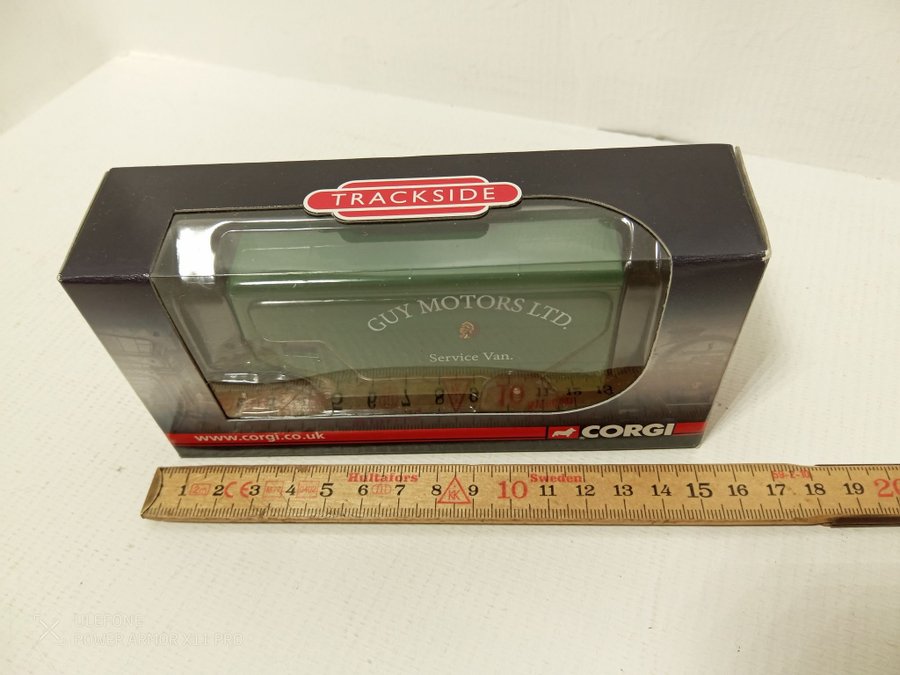 TRACKSIDE
GUY MOTORS LTD.
Service Van.
www.corgi.co.uk
CORGI
Hultafors Sweden
1 2 3 4 5 6 7 8 9 10 11 12 13 14 15 16 17 18 19 20
ULEFONE
POWER ARMOR X11 PRO